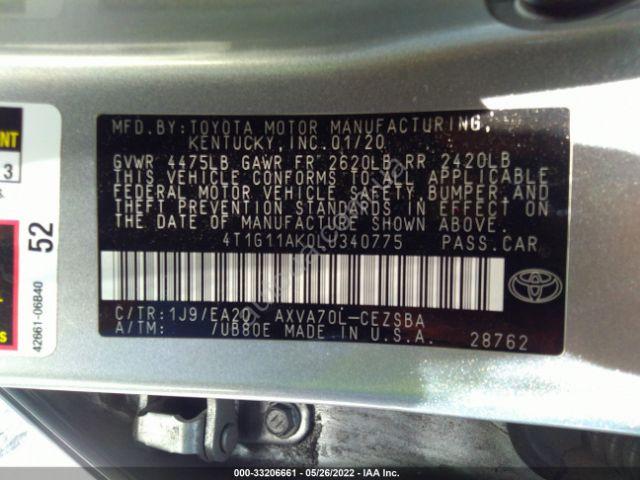 MFD.BY:TOYOTA MOTOR MANUFACTURING,
KENTUCKY,INC.01/20
GVWR 4475LB GAWR FR 2620LB RR 2420LB
THIS VEHICLE CONFORMS TO ALL APPLICABLE
FEDERAL MOTOR VEHICLE SAFETY, BUMPER AND
THEFT PREVENTION STANDARDS IN EFFECT ON
THE DATE OF MANUFACTURE SHOWN ABOVE.
PASS.CAR
C/TR:1J9/EA20 AXVA70L-CEZSBA
A/TM: /UB80E MADE IN U.S.A. 28762
3
52
42661-06B40
000-33206661 | 05/26/2022 | IAA Inc.